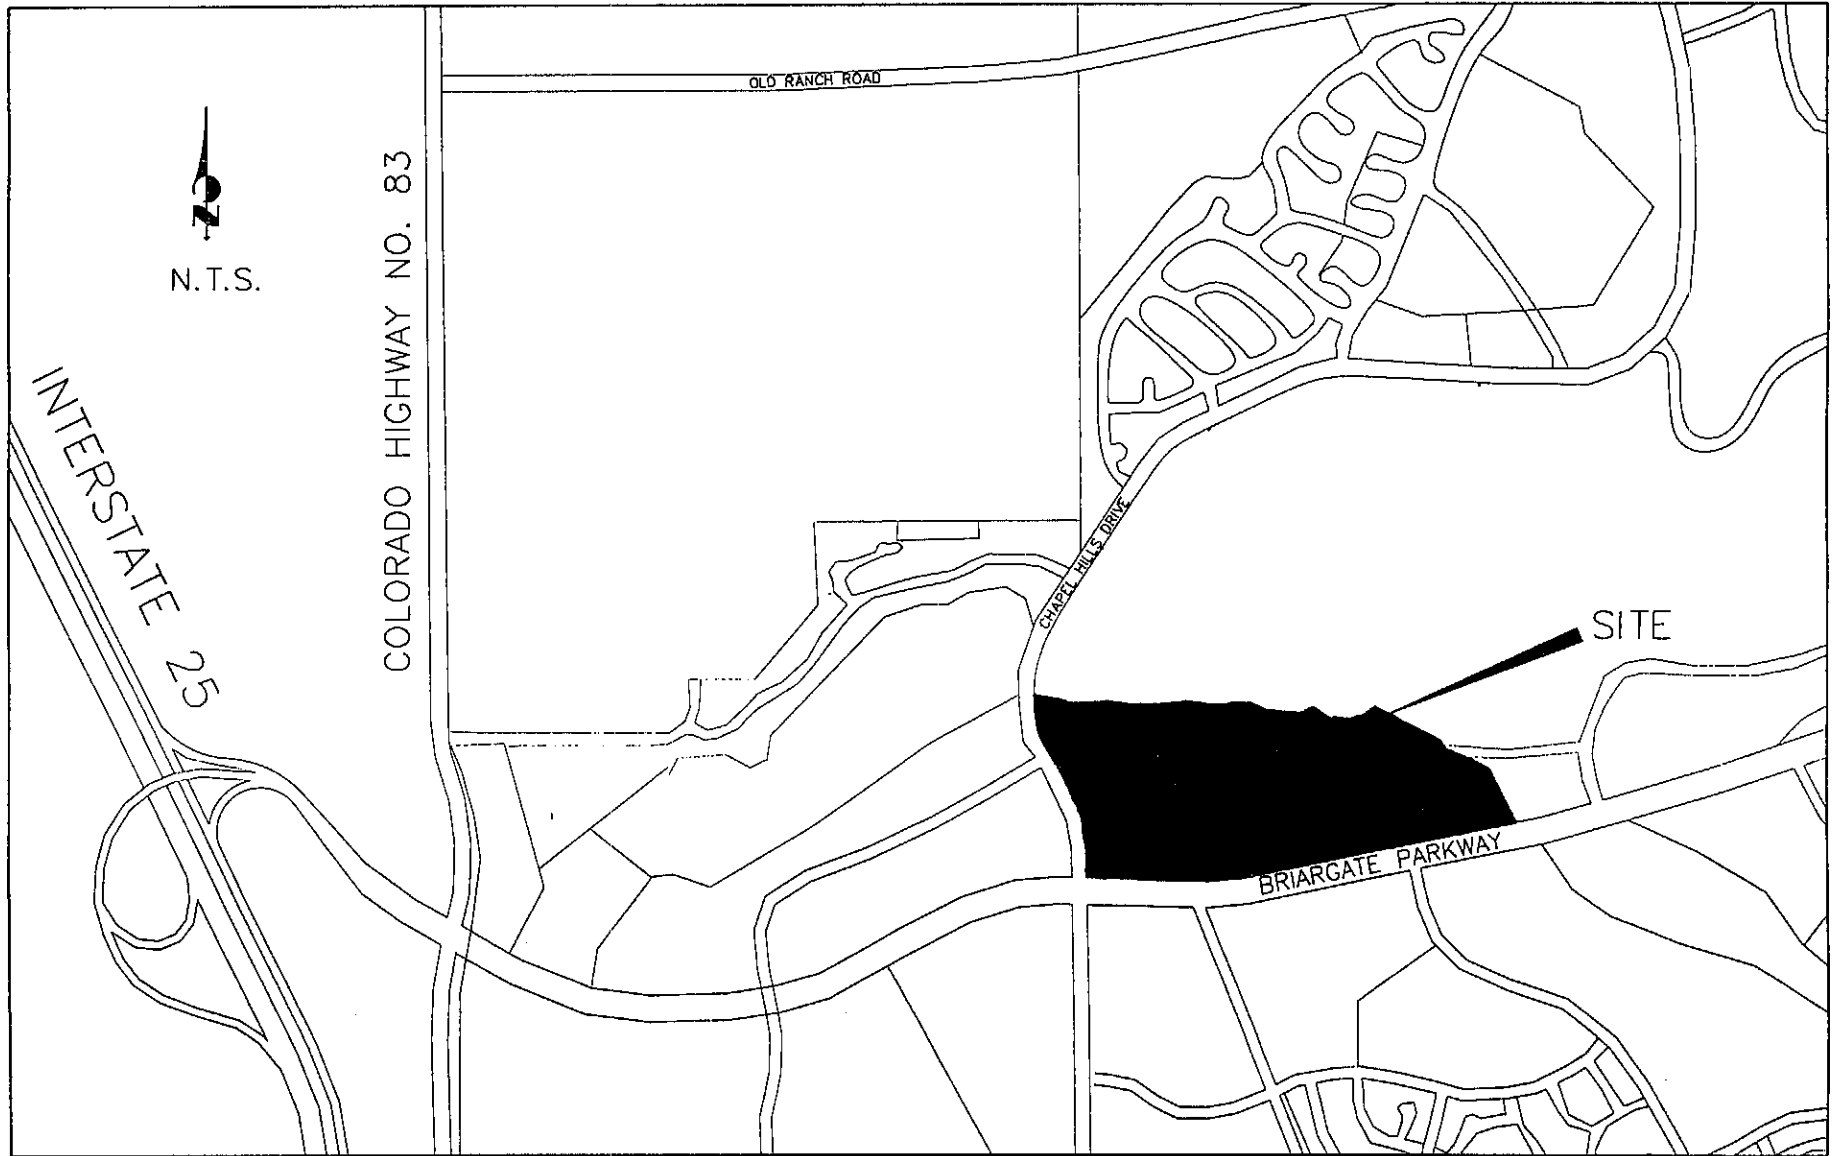 OLD RANCH ROAD
N
N.T.S.
COLORADO HIGHWAY NO. 83
INTERSTATE 25
CHAPEL HILLS DRIVE
SITE
BRIARGATE PARKWAY